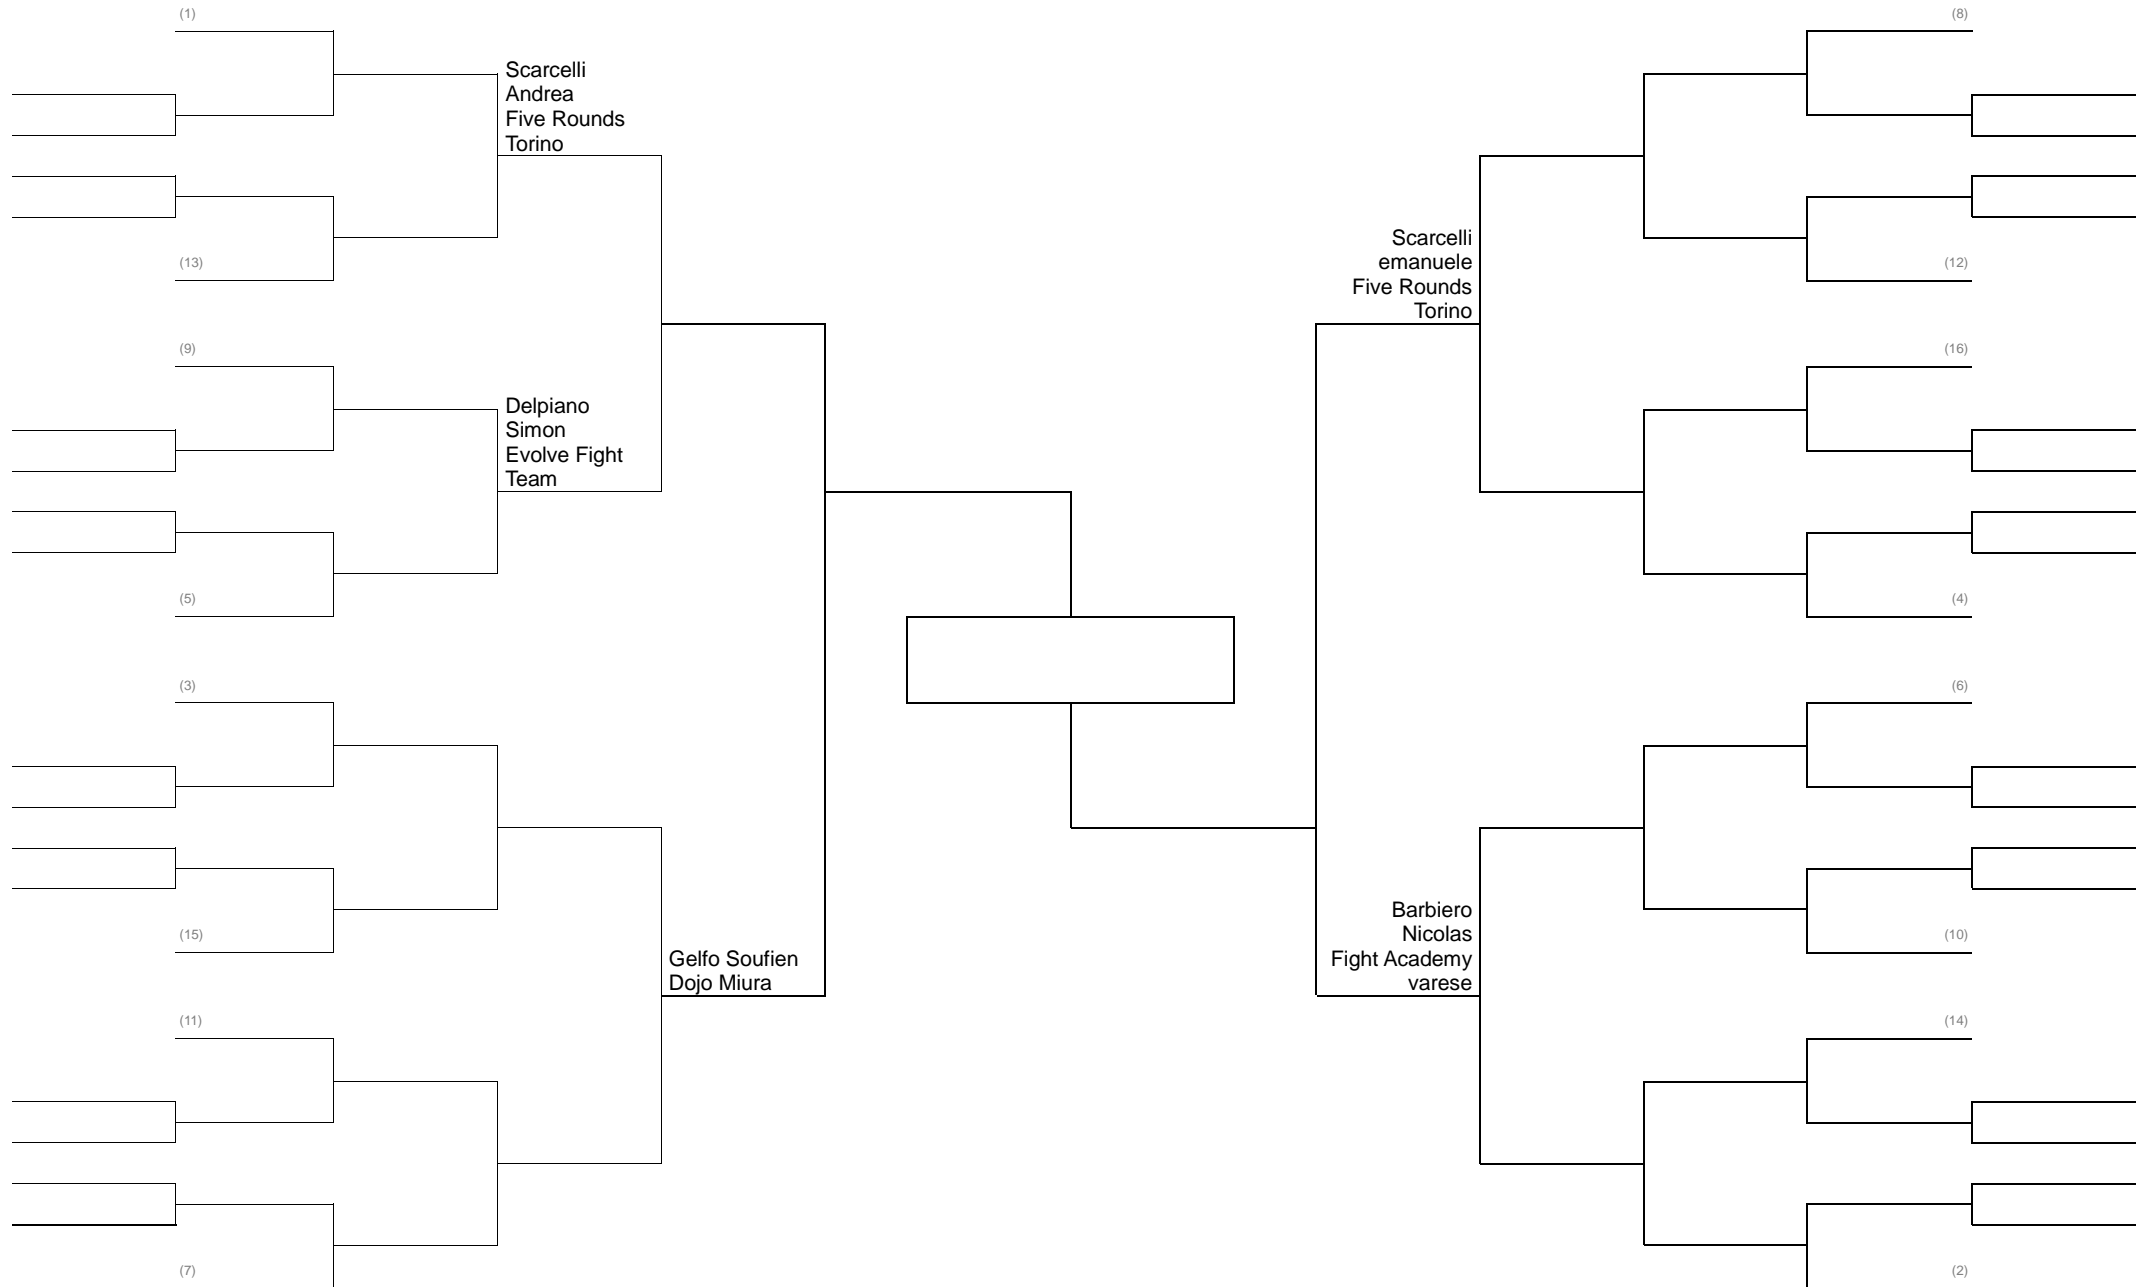 (1)
Scarcelli
Andrea
Five Rounds
Torino
(13)
(9)
Delpiano
Simon
Evolve Fight
Team
(5)
(3)
(15)
Gelfo Soufien
Dojo Miura
(11)
(7)
(8)
Scarcelli
emanuele
Five Rounds
Torino
(12)
(16)
(4)
(6)
Barbiero
Nicolas
Fight Academy
varese
(10)
(14)
(2)